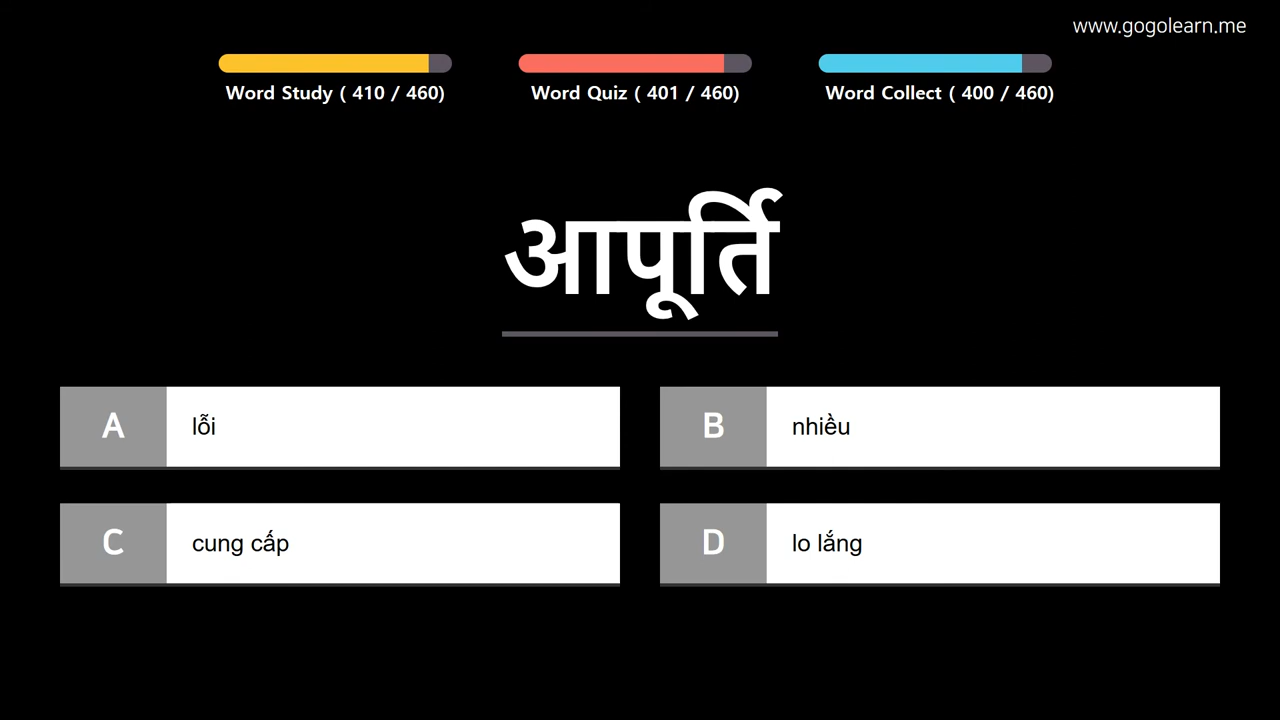 www.gogolearn.me
Word Study ( 410 / 460)
Word Quiz ( 401 / 460)
Word Collect ( 400 / 460)
आपूर्ति
A lỗi
B nhiều
C cung cấp
D lo lắng